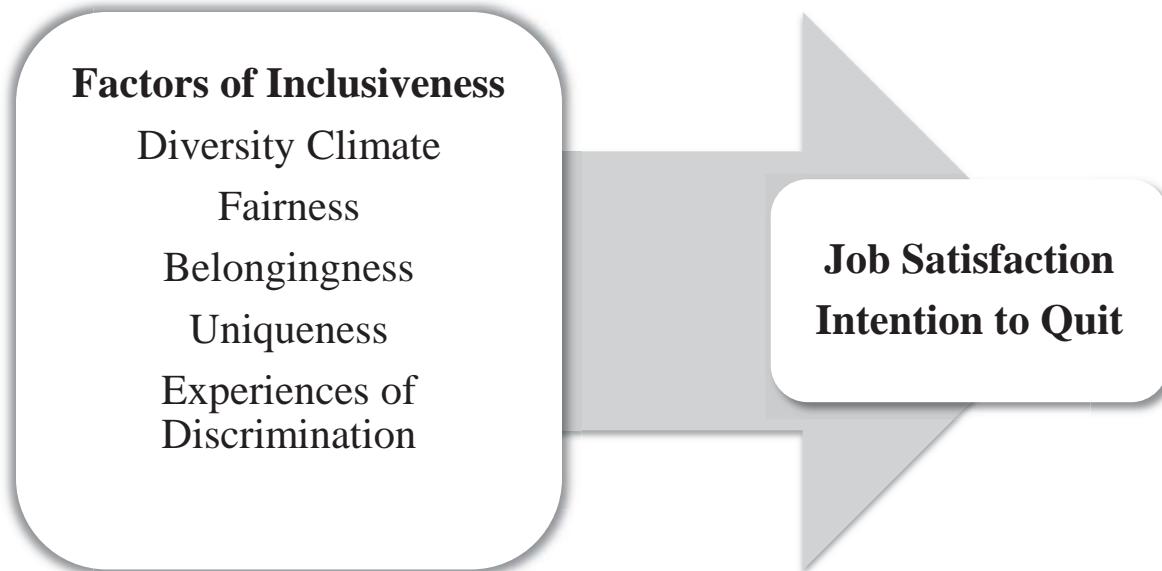 Factors of Inclusiveness
Diversity Climate
Fairness
Belongingness
Uniqueness
Experiences of
Discrimination
Job Satisfaction
Intention to Quit